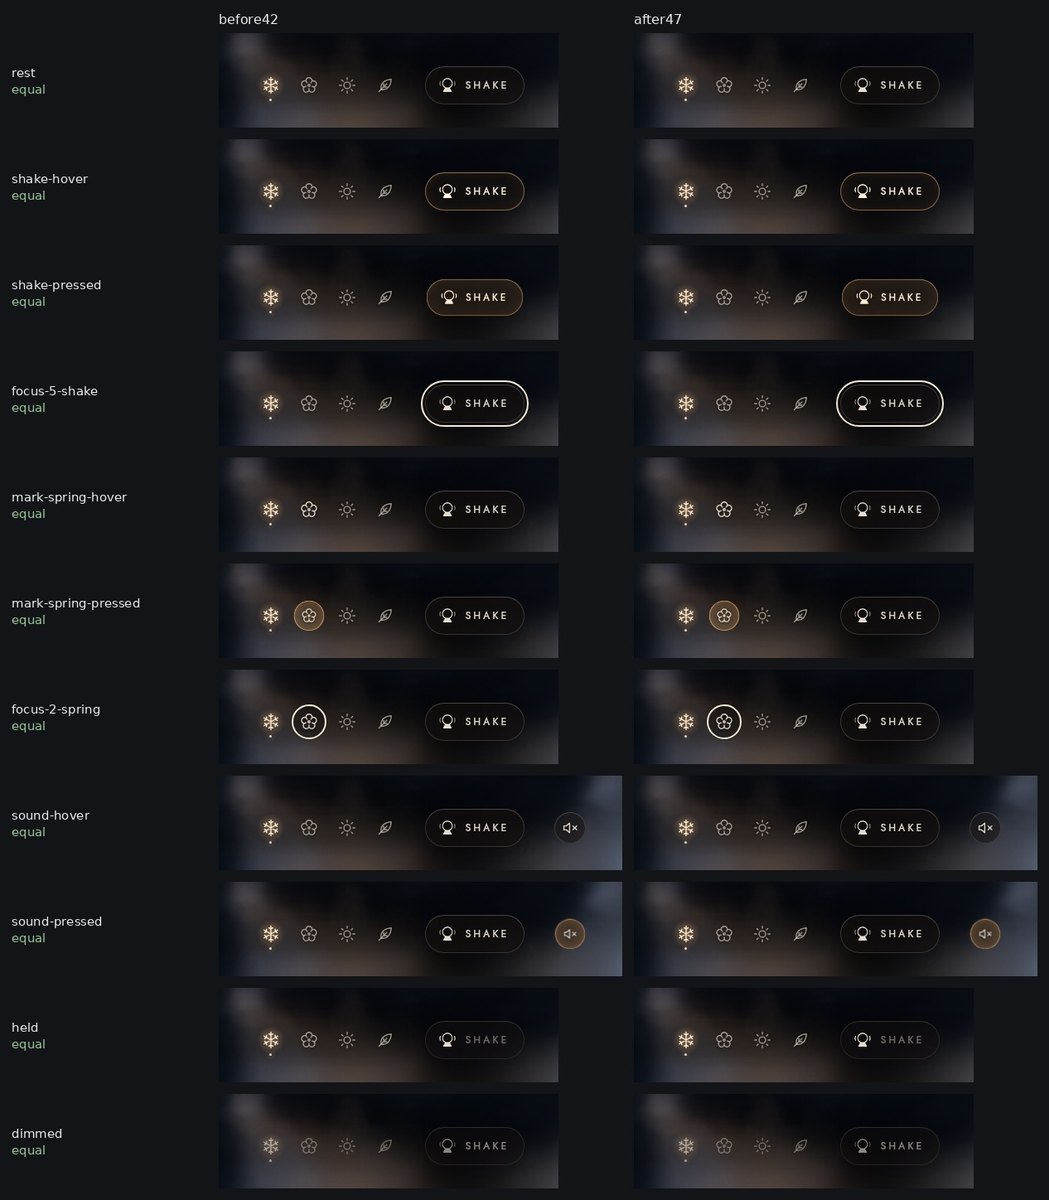 before42 after47
rest
equal
SHAKE SHAKE
shake-hover
equal
SHAKE SHAKE
shake-pressed
equal
SHAKE SHAKE
focus-5-shake
equal
SHAKE SHAKE
mark-spring-hover
equal
SHAKE SHAKE
mark-spring-pressed
equal
SHAKE SHAKE
focus-2-spring
equal
SHAKE SHAKE
sound-hover
equal
SHAKE SHAKE
sound-pressed
equal
SHAKE SHAKE
held
equal
SHAKE SHAKE
dimmed
equal
SHAKE SHAKE